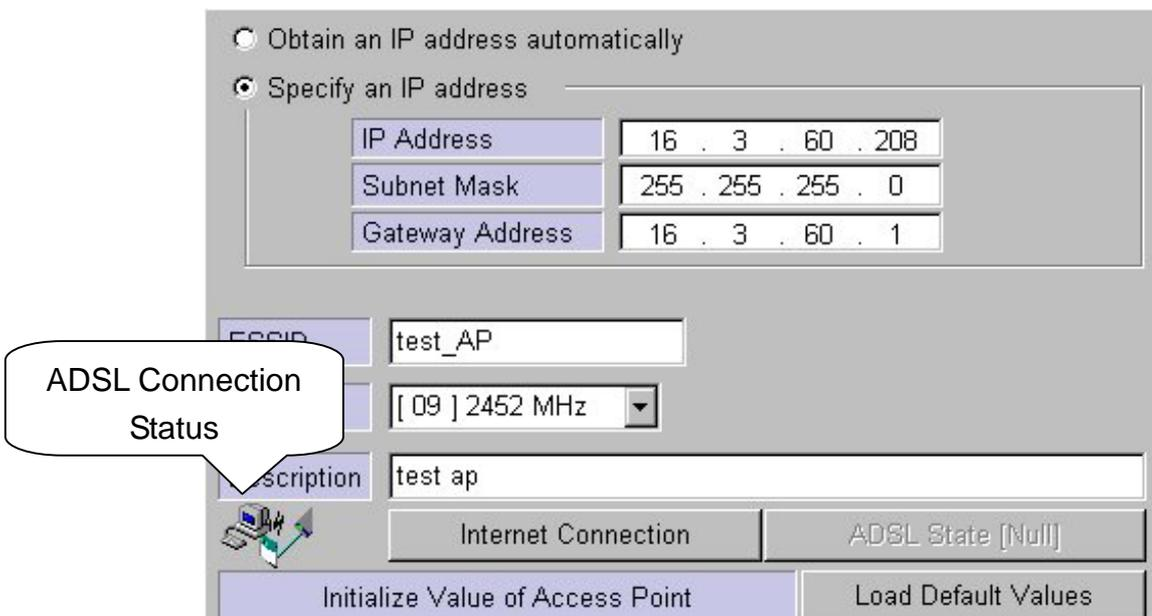 Obtain an IP address automatically
Specify an IP address
IP Address 16 . 3 . 60 . 208
Subnet Mask 255 . 255 . 255 . 0
Gateway Address 16 . 3 . 60 . 1
ESSID test_AP
ADSL Connection
Status
[ 09 ] 2452 MHz
Description test ap
Internet Connection ADSL State [Null]
Initialize Value of Access Point Load Default Values